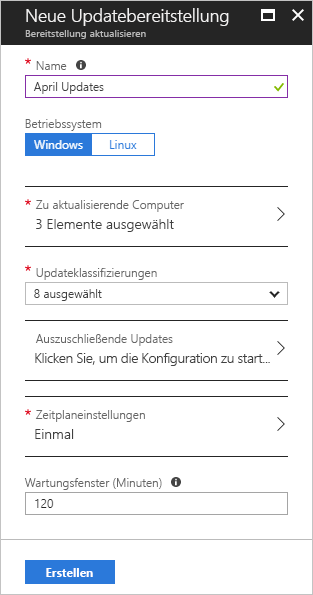 Neue Updatebereitstellung
Bereitstellung aktualisieren
* Name
April Updates
Betriebssystem
Windows Linux
* Zu aktualisierende Computer
3 Elemente ausgewählt
* Updateklassifizierungen
8 ausgewählt
Auszuschließende Updates
Klicken Sie, um die Konfiguration zu start...
* Zeitplaneinstellungen
Einmal
Wartungsfenster (Minuten)
120
Erstellen